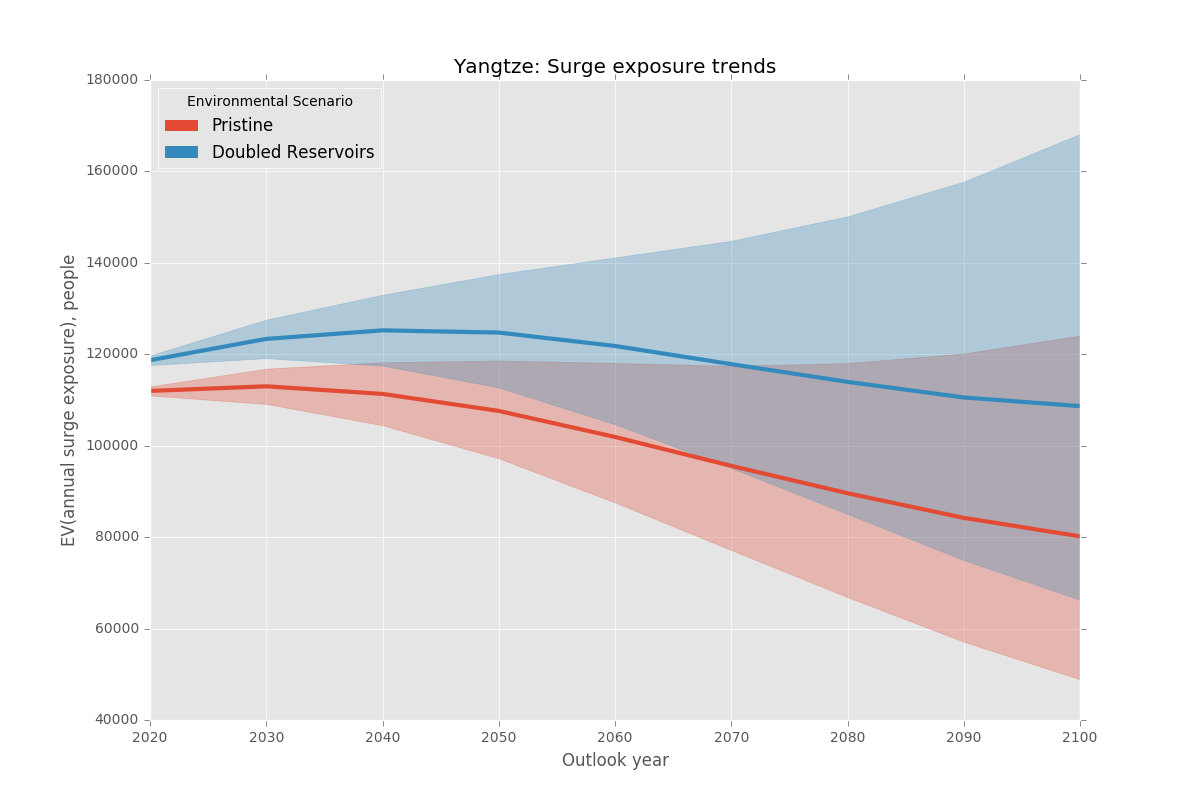 Yangtze: Surge exposure trends
Environmental Scenario
Pristine
Doubled Reservoirs
EV(annual surge exposure), people
180000
160000
140000
120000
100000
80000
60000
40000
2020 2030 2040 2050 2060 2070 2080 2090 2100
Outlook year